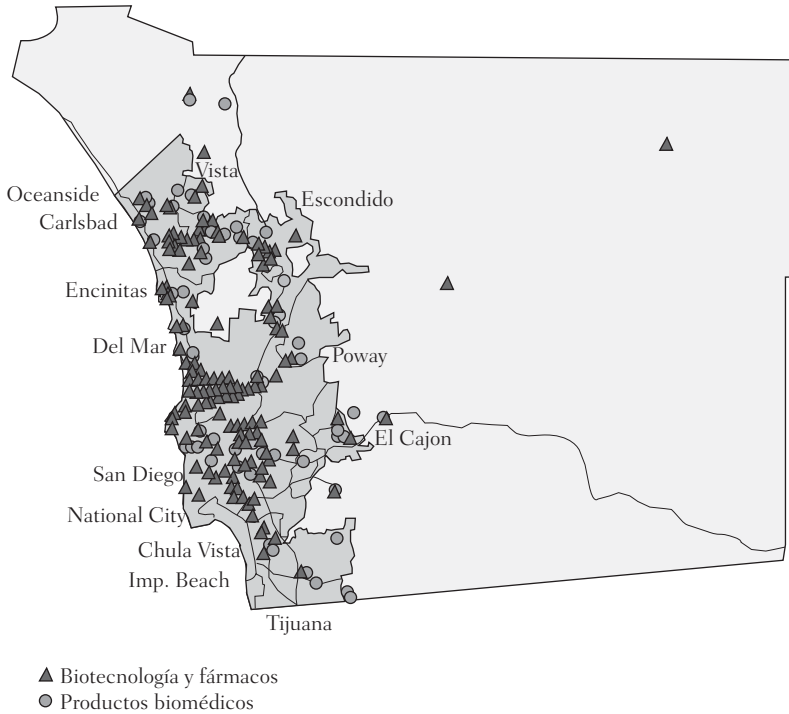 Vista
Oceanside
Escondido
Carlsbad
Encinitas
Del Mar
Poway
El Cajon
San Diego
National City
Chula Vista
Imp. Beach
Tijuana
Biotecnología y fármacos
Productos biomédicos